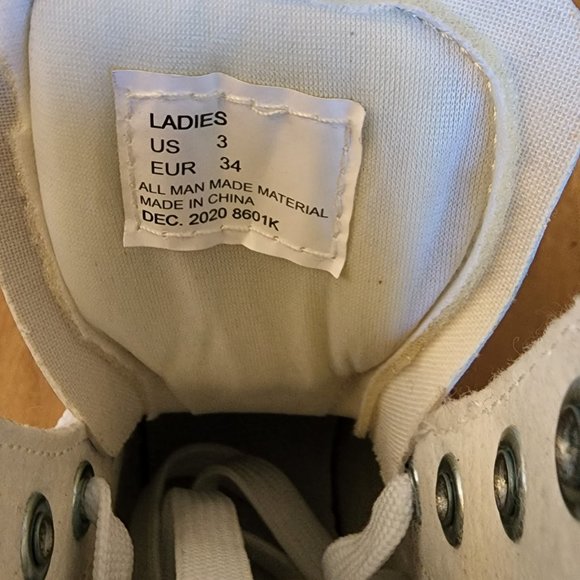 LADIES
US 3
EUR 34
ALL MAN MADE MATERIAL
MADE IN CHINA
DEC. 2020 8601K